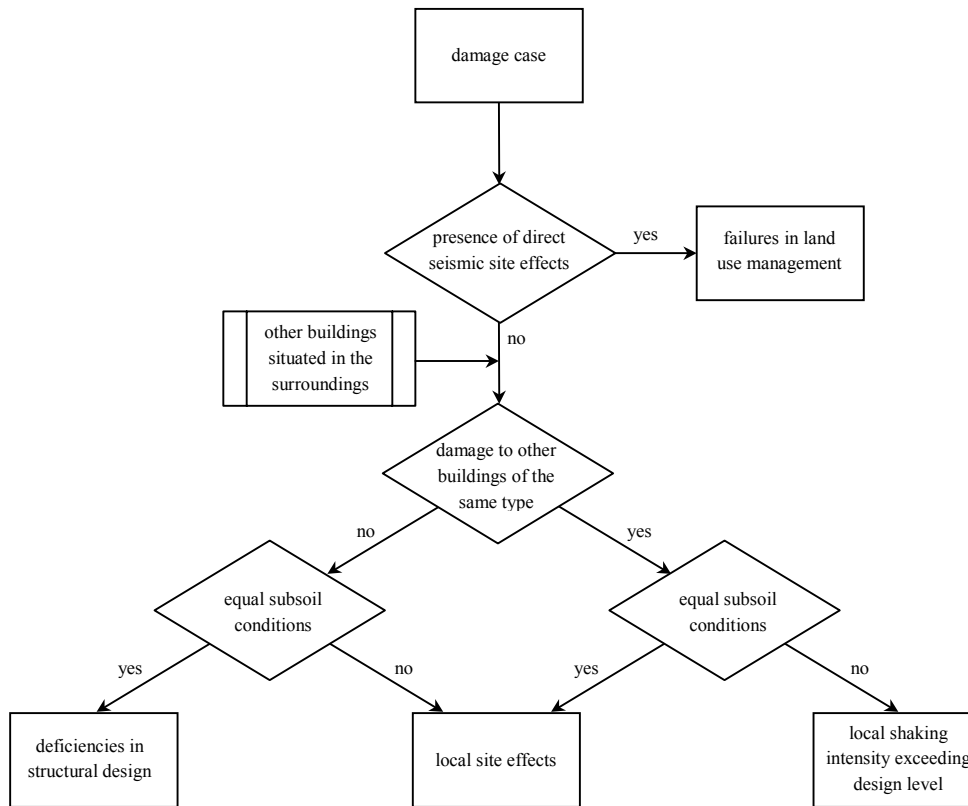 damage case
presence of direct
seismic site effects
yes
failures in land
use management
no
other buildings
situated in the
surroundings
damage to other
buildings of the
same type
no
yes
equal subsoil
conditions
equal subsoil
conditions
yes
no
yes
no
deficiencies in
structural design
local site effects
local shaking
intensity exceeding
design level